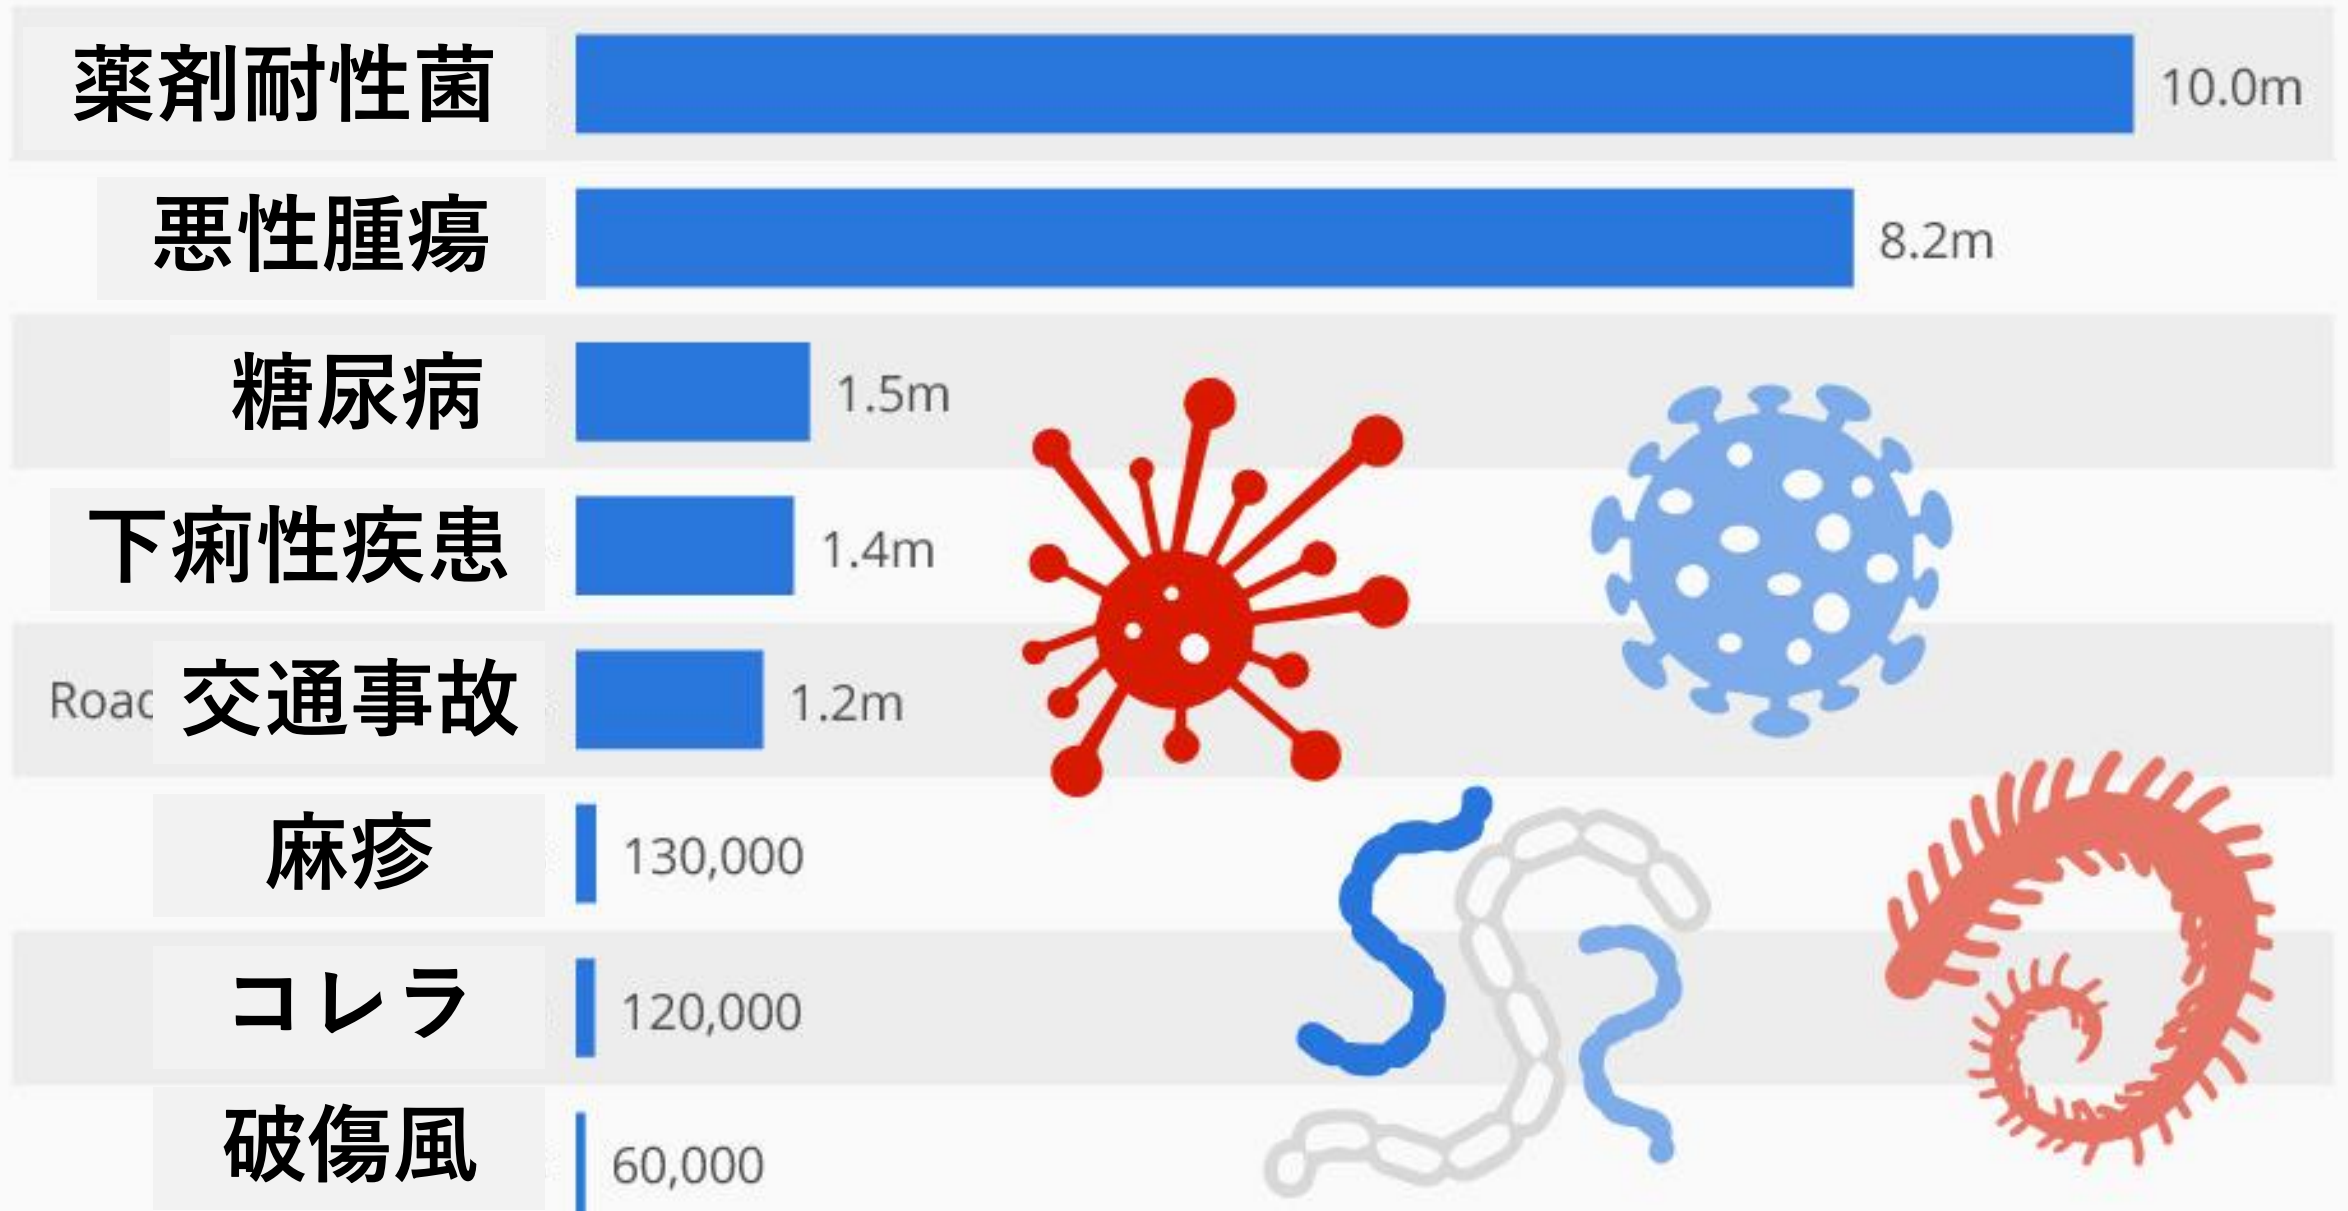 薬剤耐性菌 10.0m
悪性腫瘍 8.2m
糖尿病 1.5m
下痢性疾患 1.4m
Road 交通事故 1.2m
麻疹 130,000
コレラ 120,000
破傷風 60,000